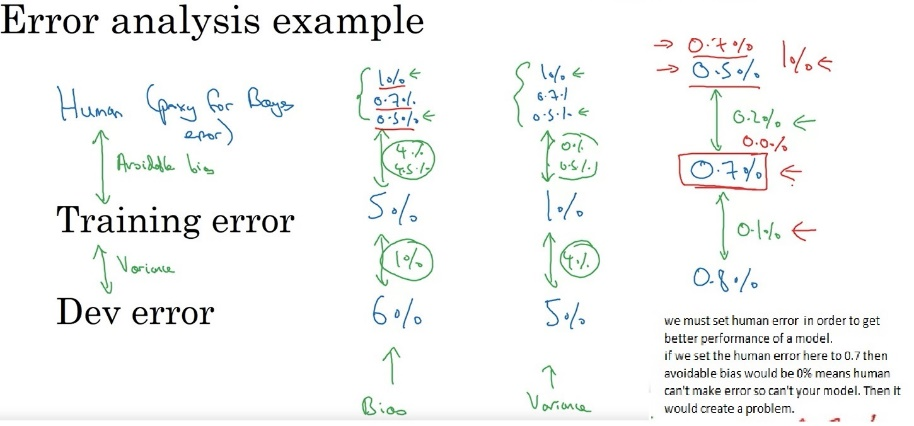 Error analysis example
Human (proxy for Bayes error)
Avoidable bias
Training error
Variance
Dev error
1%
0.7%
0.5%
4%
4.5%
5%
1%
6%
Bias
1%
0.7%
0.5%
0%
0.5%
1%
4%
5%
Variance
0.7%
0.5%
1%
0.2%
0.0%
0.7%
0.1%
0.8%
we must set human error in order to get
better performance of a model.
if we set the human error here to 0.7 then
avoidable bias would be 0% means human
can't make error so can't your model. Then it
would create a problem.